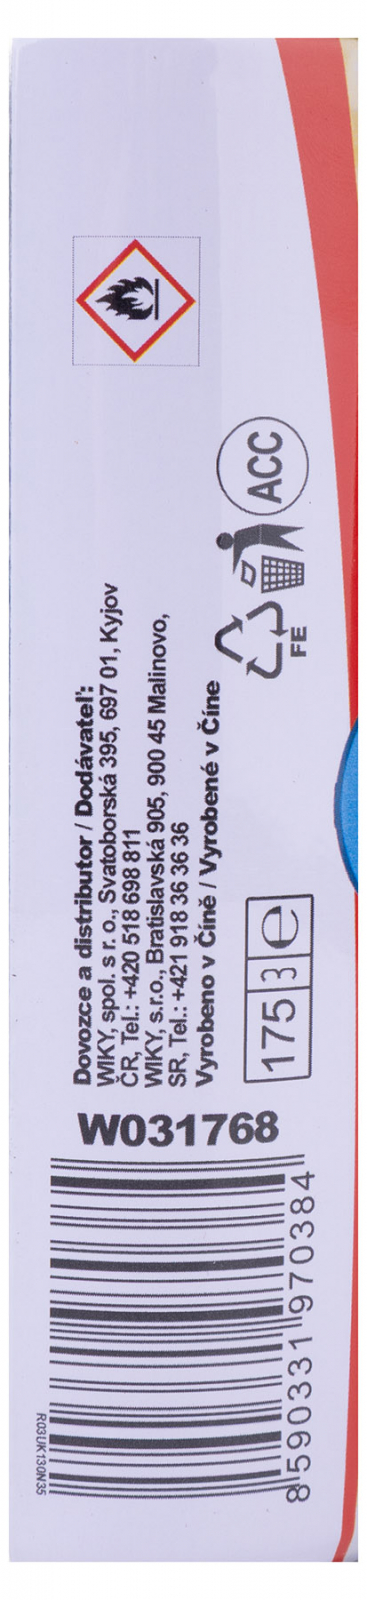 Dovozce a distributor / Dodávateľ:
WIKY, spol. s r. o., Svatoborská 395, 697 01, Kyjov
ČR, Tel.: +420 518 698 811
WIKY, s.r.o., Bratislavská 905, 900 45 Malinovo,
SR, Tel.: +421 918 36 36 36
Vyrobeno v Číně / Vyrobené v Číne
ACC
FE
175 3 e
W031768
8 590331 970384
R03UK130N35